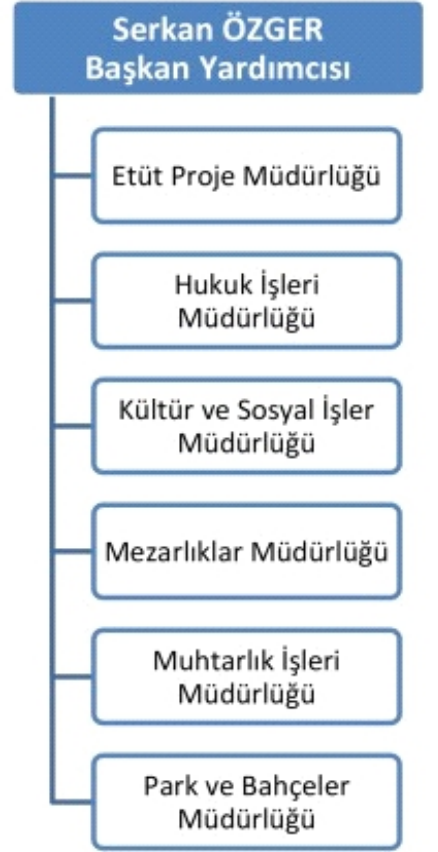 Serkan ÖZGER
Başkan Yardımcısı
Etüt Proje Müdürlüğü
Hukuk İşleri
Müdürlüğü
Kültür ve Sosyal İşler
Müdürlüğü
Mezarlıklar Müdürlüğü
Muhtarlık İşleri
Müdürlüğü
Park ve Bahçeler
Müdürlüğü